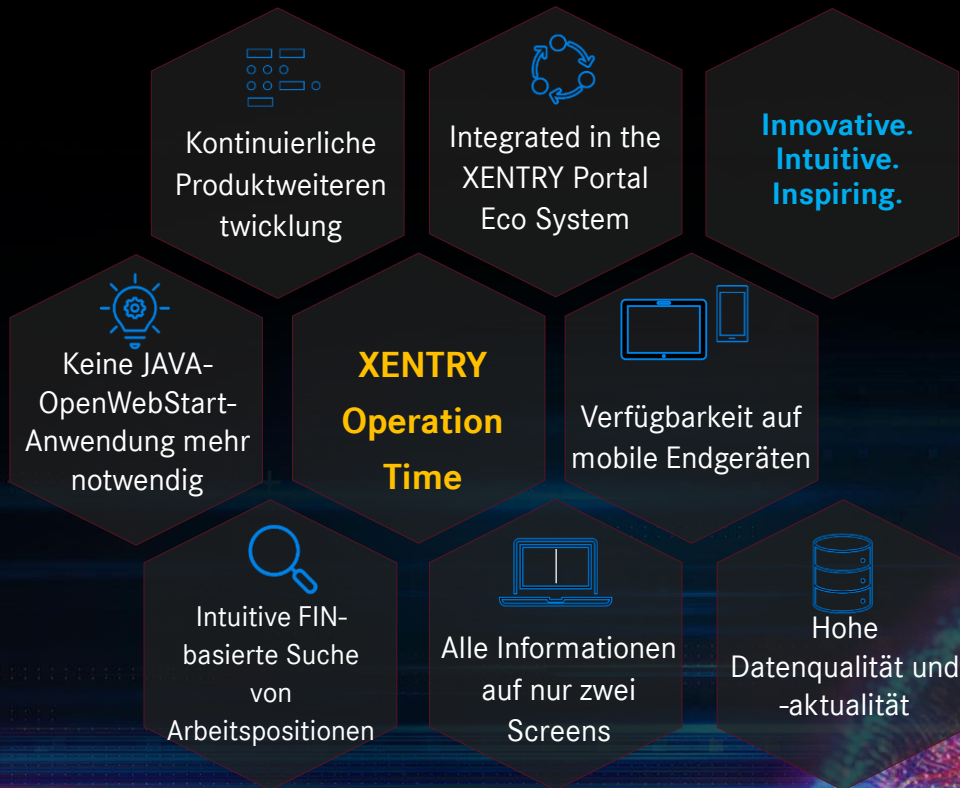 Kontinuierliche
Produktweiteren
twicklung
Integrated in the
XENTRY Portal
Eco System
Innovative.
Intuitive.
Inspiring.
Keine JAVA-
OpenWebStart-
Anwendung mehr
notwendig
XENTRY
Operation
Time
Verfügbarkeit auf
mobile Endgeräten
Intuitive FIN-
basierte Suche
von
Arbeitspositionen
Alle Informationen
auf nur zwei
Screens
Hohe
Datenqualität und
-aktualität